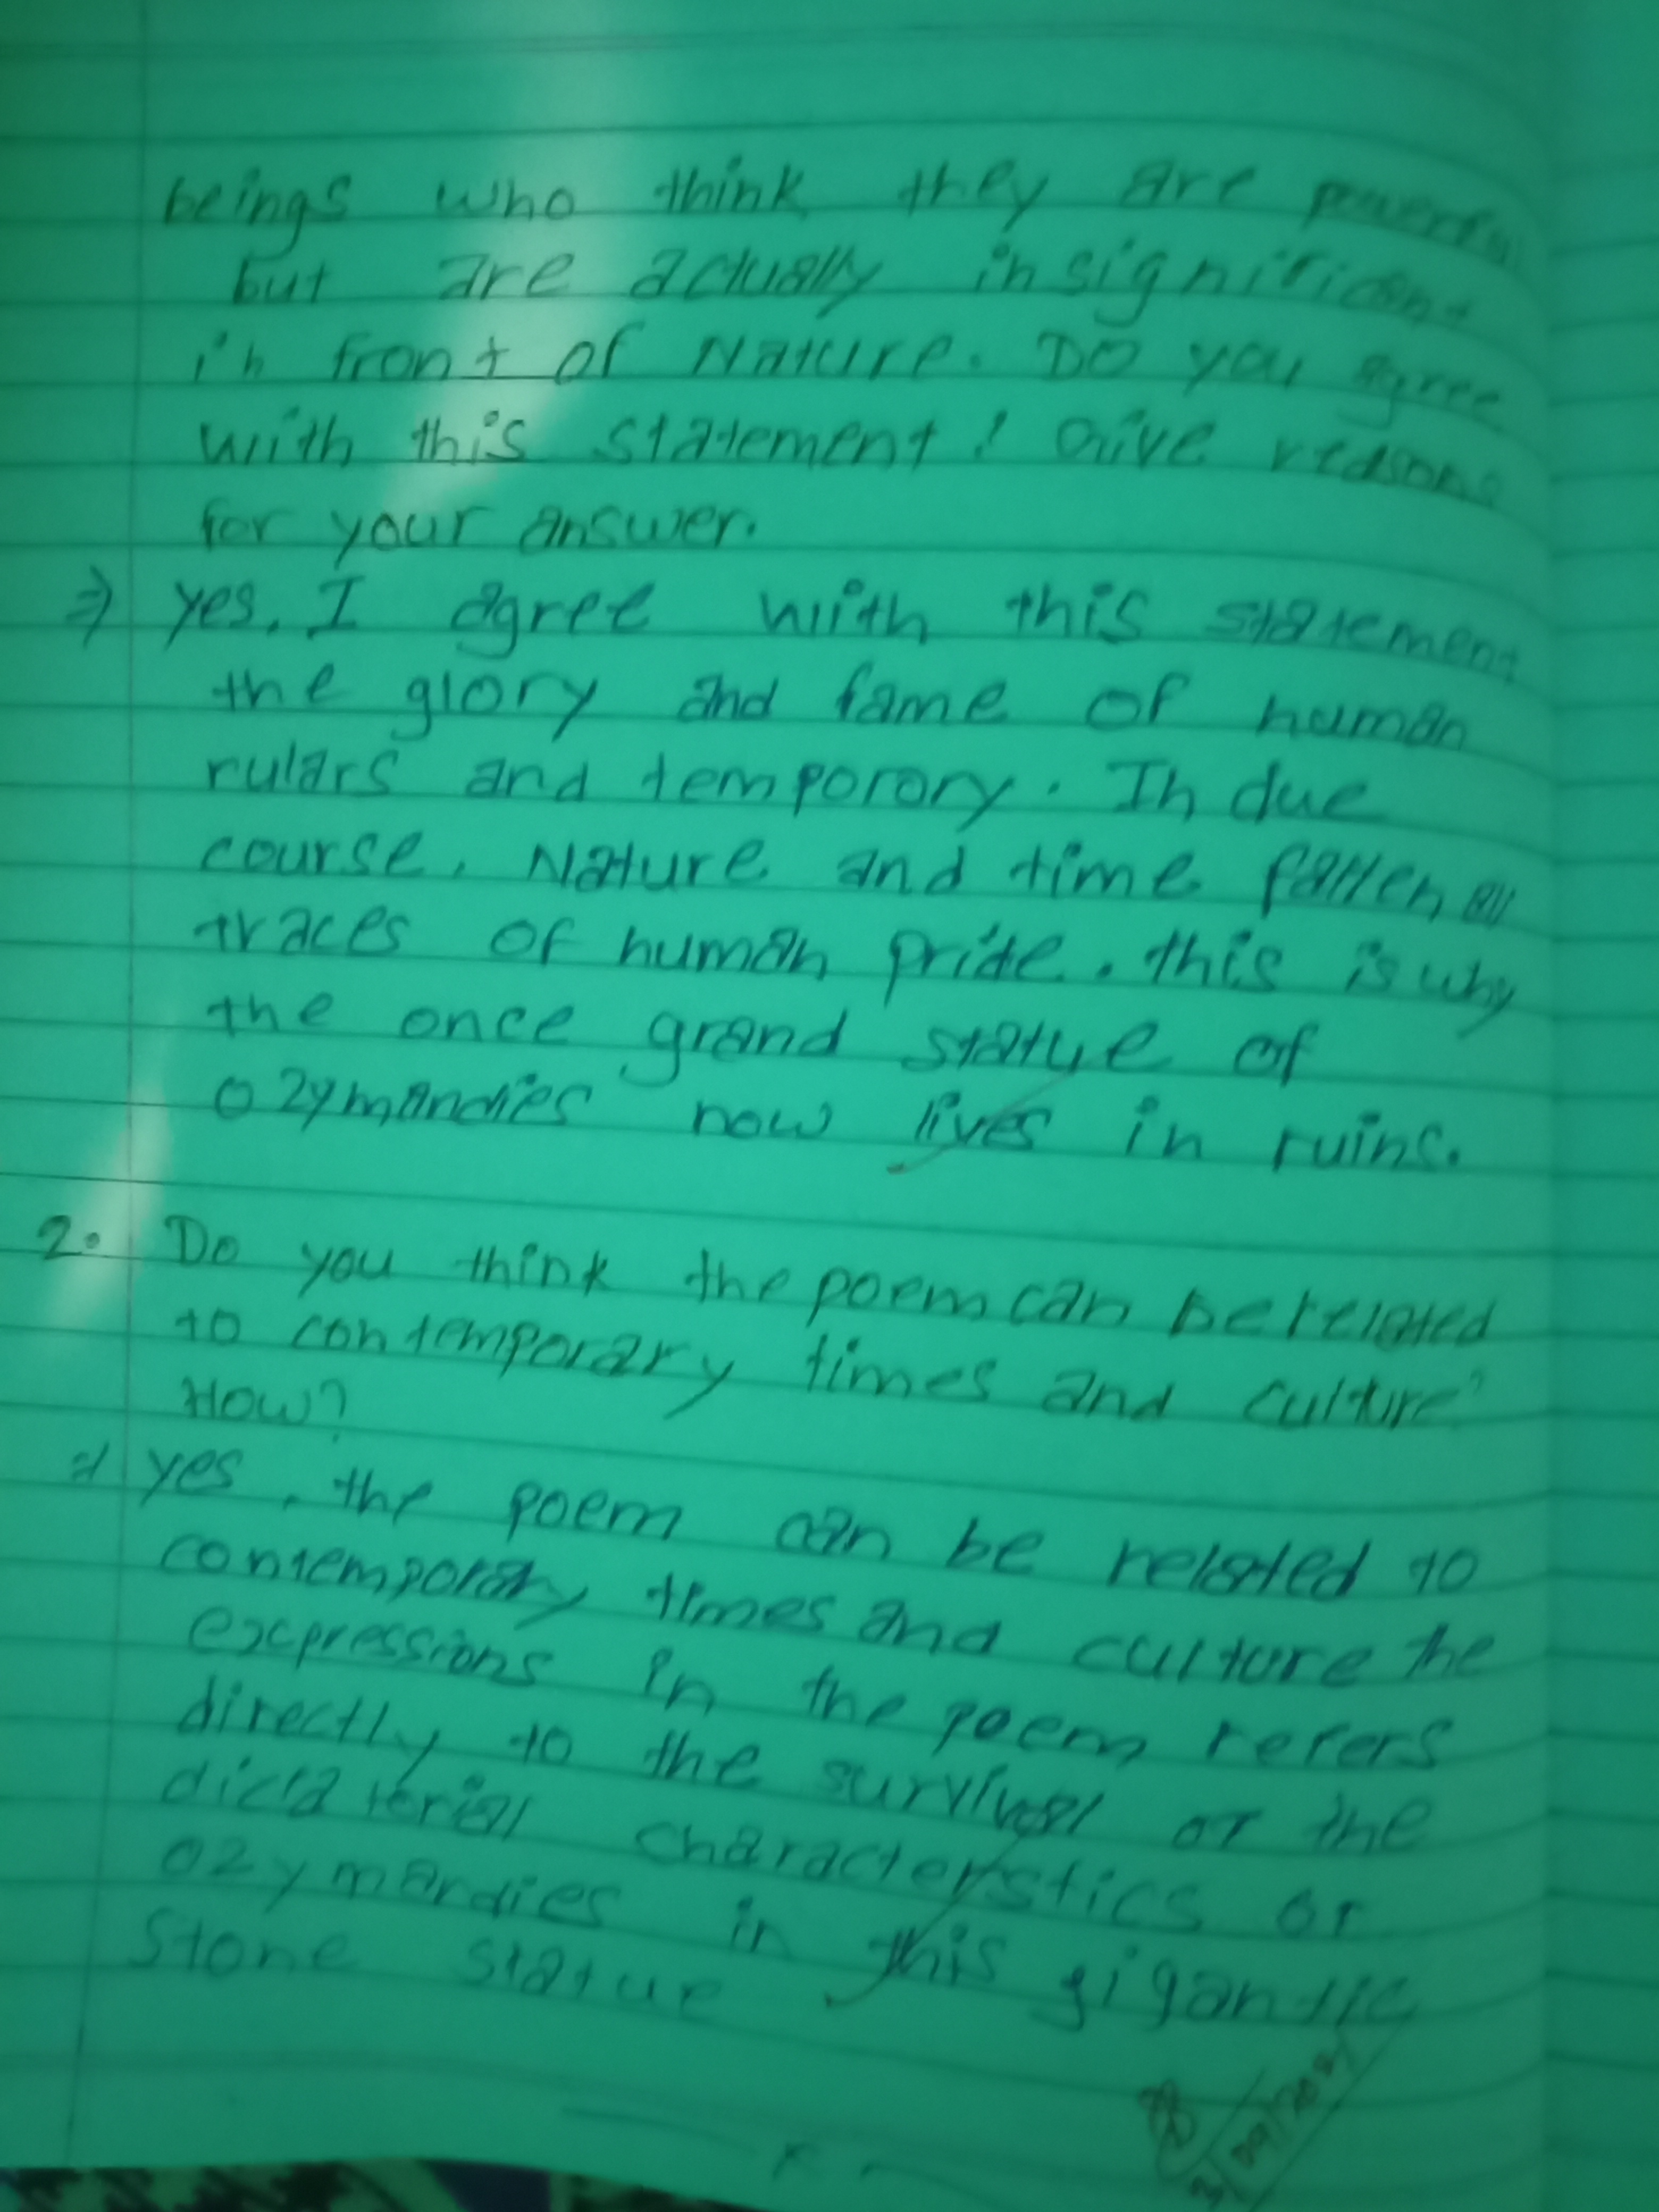 beings who think they are powerful
but are actually insignificant
in front of Nature. Do you agree
with this statement? Give reasons
for your answer.
⇒ yes, I agree with this statement
the glory and fame of human
rulars and temporory. In due
course, Nature and time fallen all
traces of human pride. this is why
the once grand statue of
Ozymandies now lives in ruins.
2. Do you think the poem can be related
to contemporary times and culture?
How?
⇒ yes, the poem can be related to
contemporary times and culture the
expressions in the poem refers
directly to the survival of the
dictaterial characterstics of
Ozymandies in this gigantic
Stone statue.